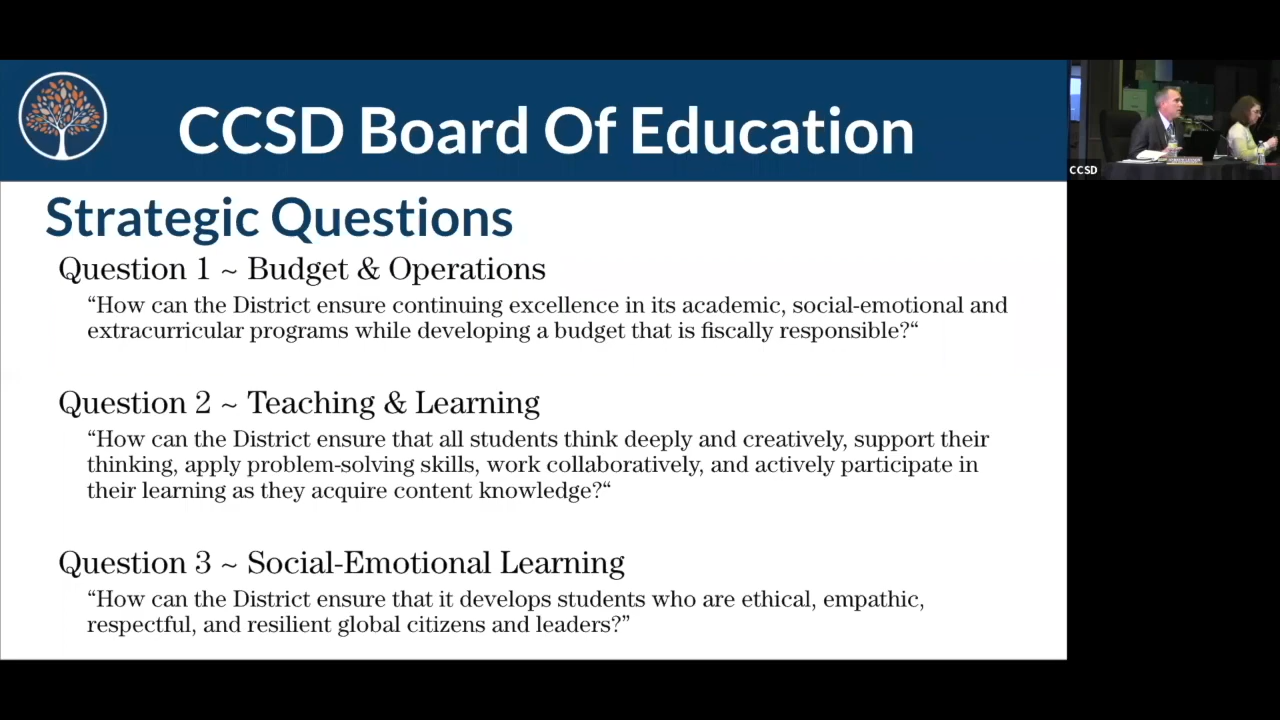 CCSD Board Of Education
Strategic Questions
Question 1 ~ Budget & Operations
“How can the District ensure continuing excellence in its academic, social-emotional and
extracurricular programs while developing a budget that is fiscally responsible?“
Question 2 ~ Teaching & Learning
“How can the District ensure that all students think deeply and creatively, support their
thinking, apply problem-solving skills, work collaboratively, and actively participate in
their learning as they acquire content knowledge?“
Question 3 ~ Social-Emotional Learning
“How can the District ensure that it develops students who are ethical, empathic,
respectful, and resilient global citizens and leaders?”
CCSD